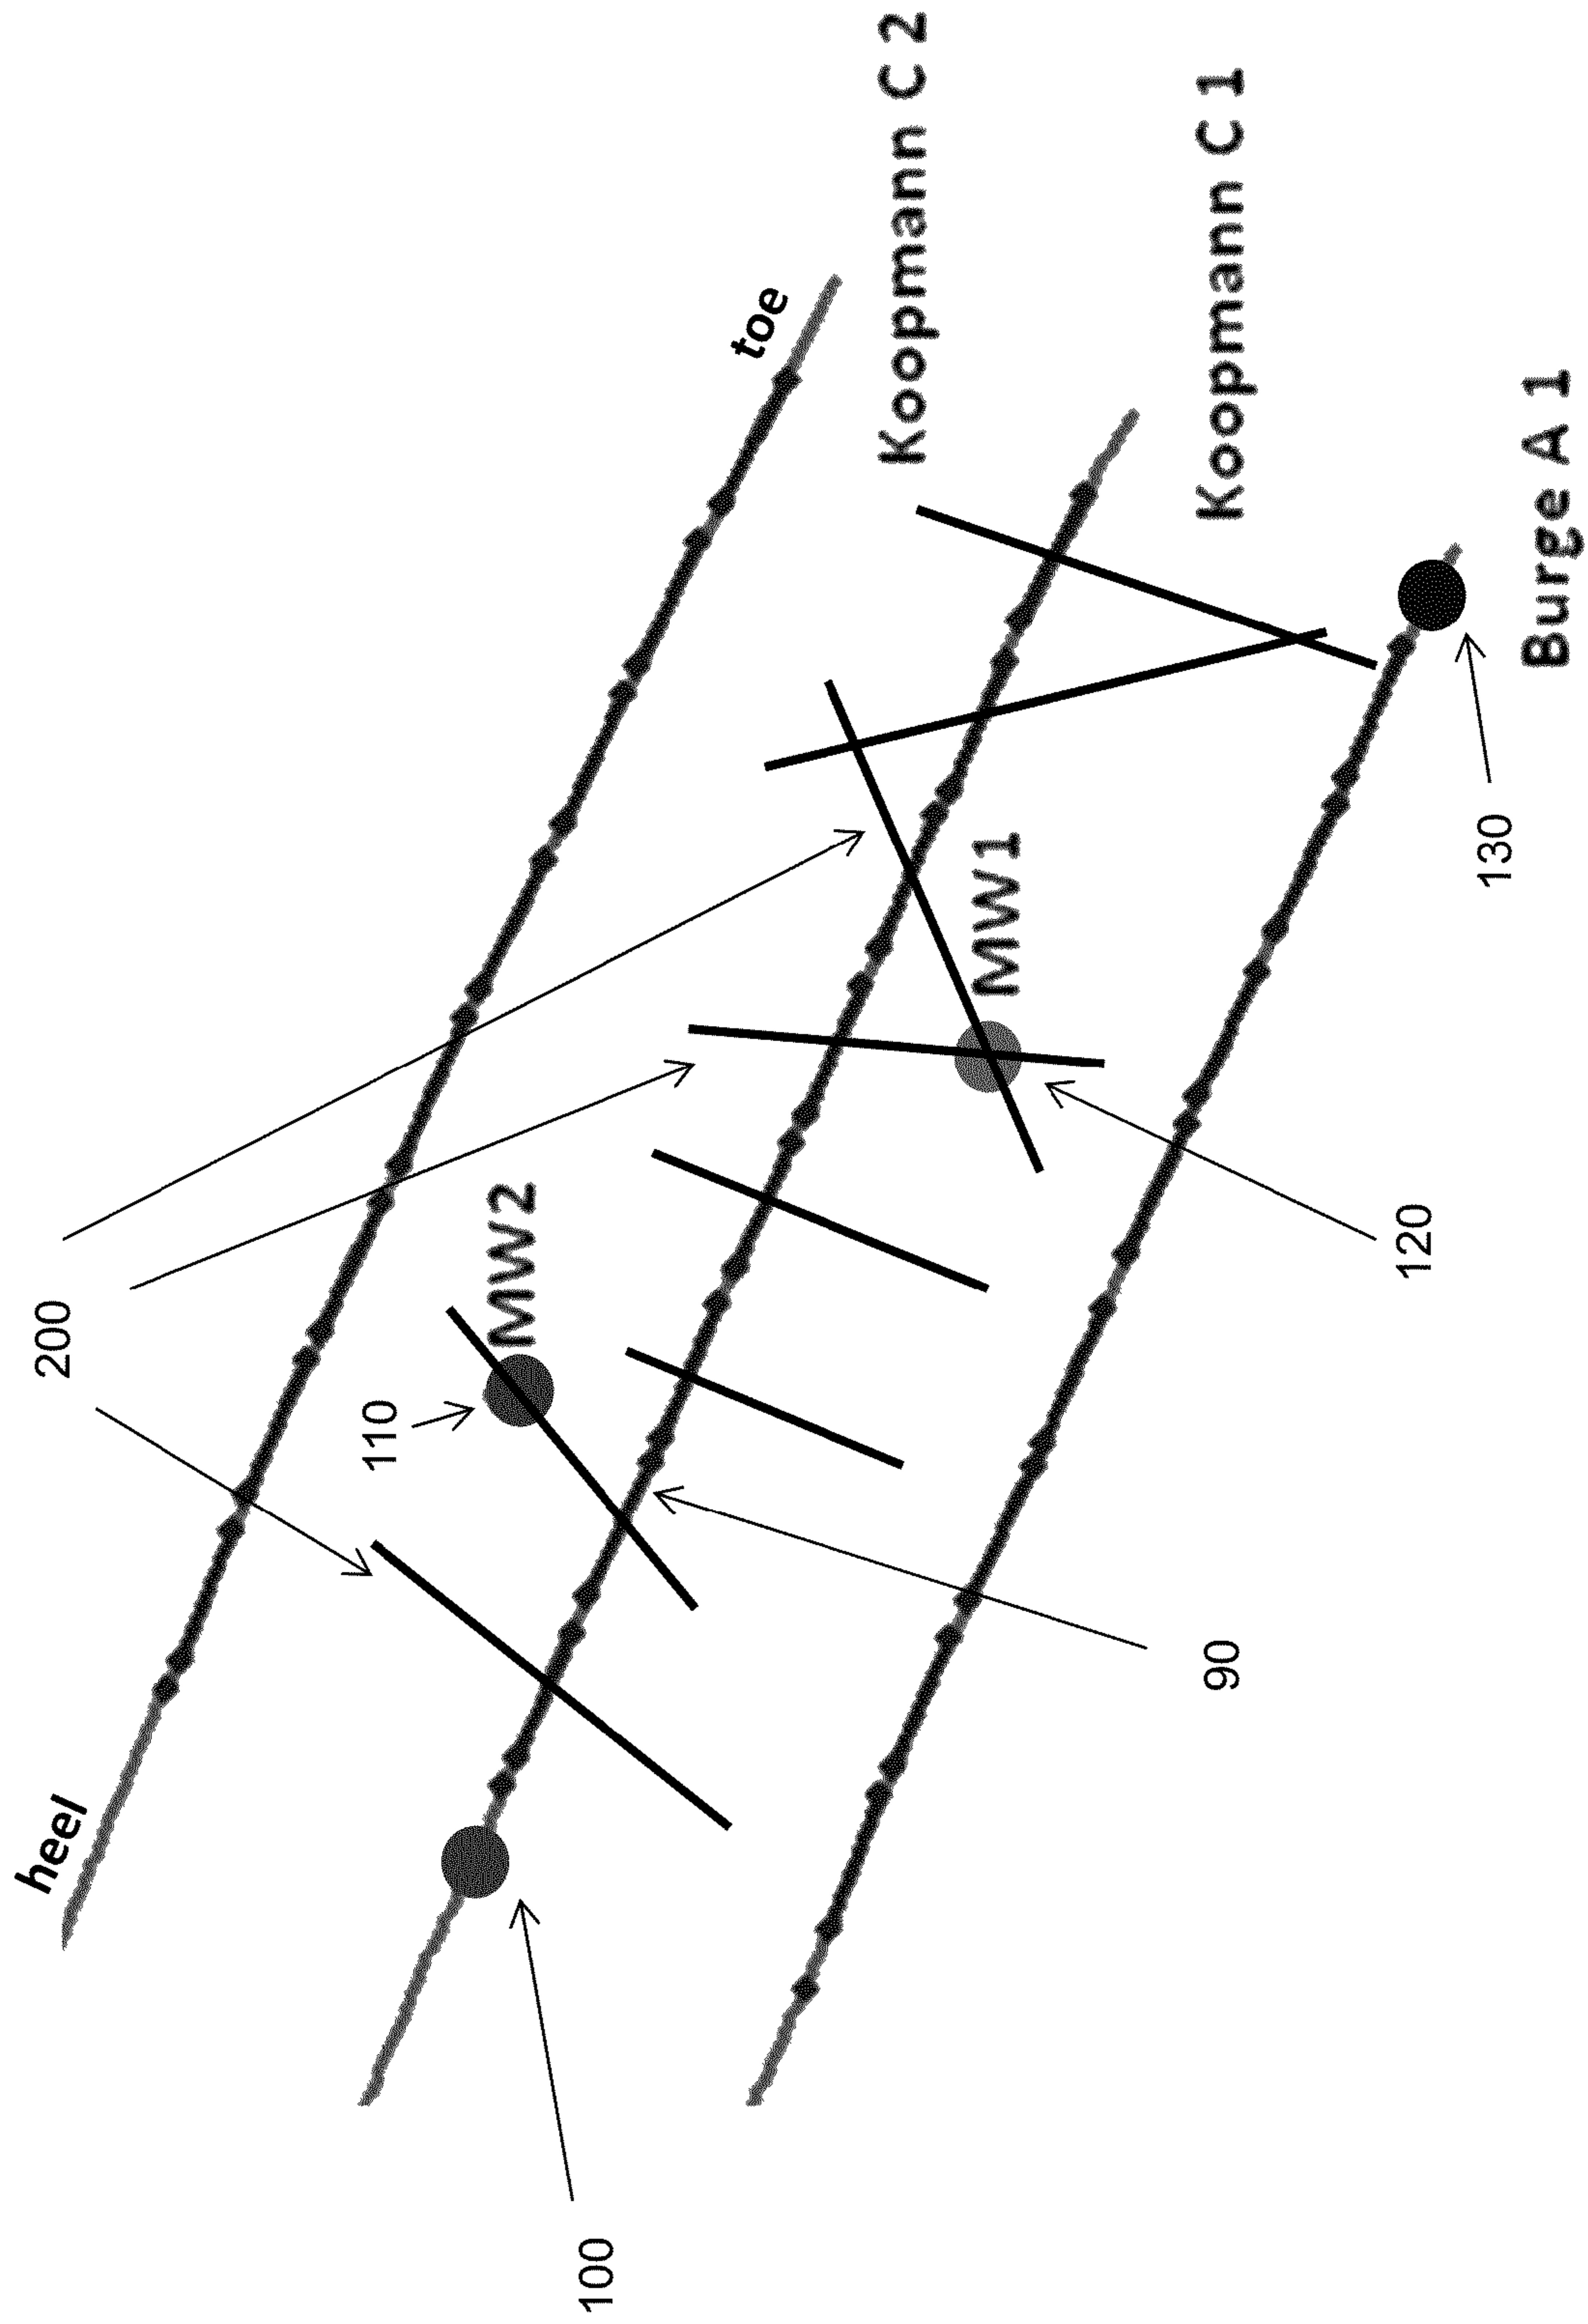 heel
toe
Koopmann C 2
Koopmann C 1
Burge A 1
MW2
MW1
200
110
100
90
120
130